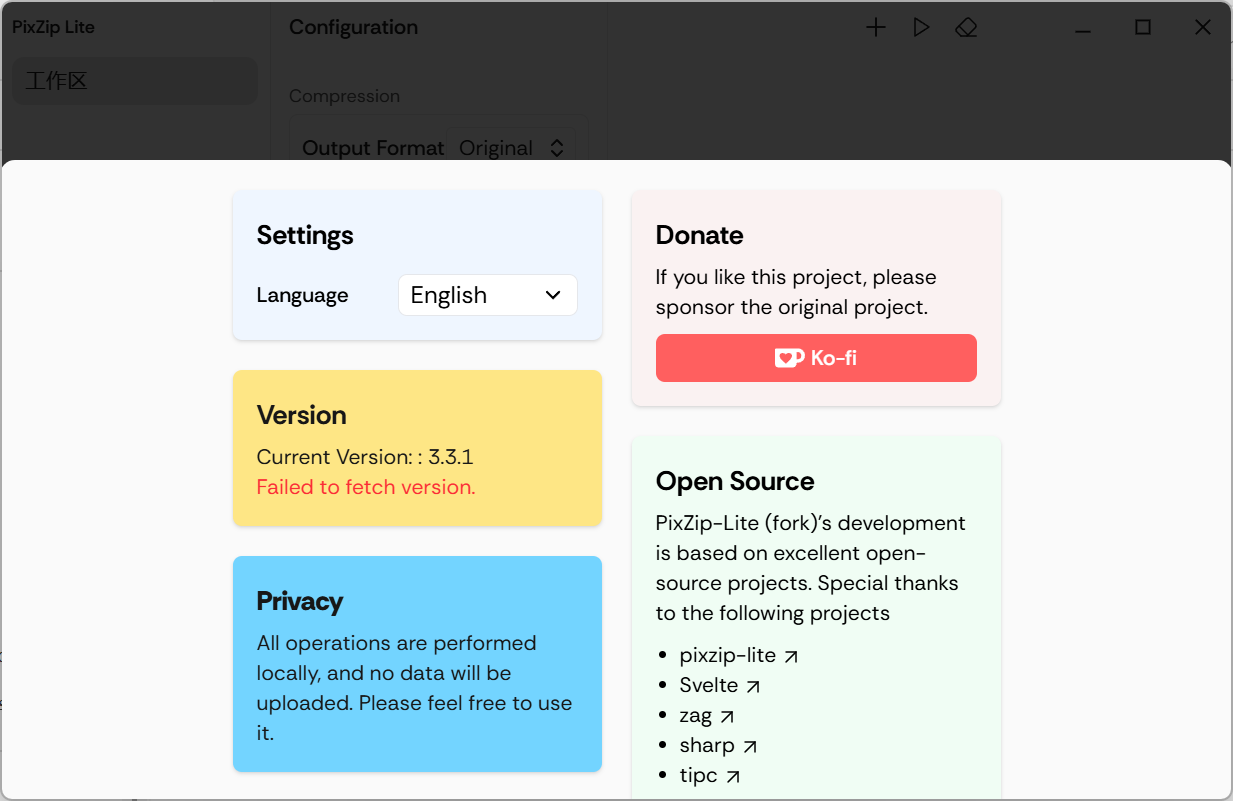 PixZip Lite
Configuration
工作区
Compression
Output Format Original
Settings
Language English
Version
Current Version: : 3.3.1
Failed to fetch version.
Privacy
All operations are performed
locally, and no data will be
uploaded. Please feel free to use
it.
Donate
If you like this project, please
sponsor the original project.
Ko-fi
Open Source
PixZip-Lite (fork)'s development
is based on excellent open-
source projects. Special thanks
to the following projects
• pixzip-lite
• Svelte
• zag
• sharp
• tipc